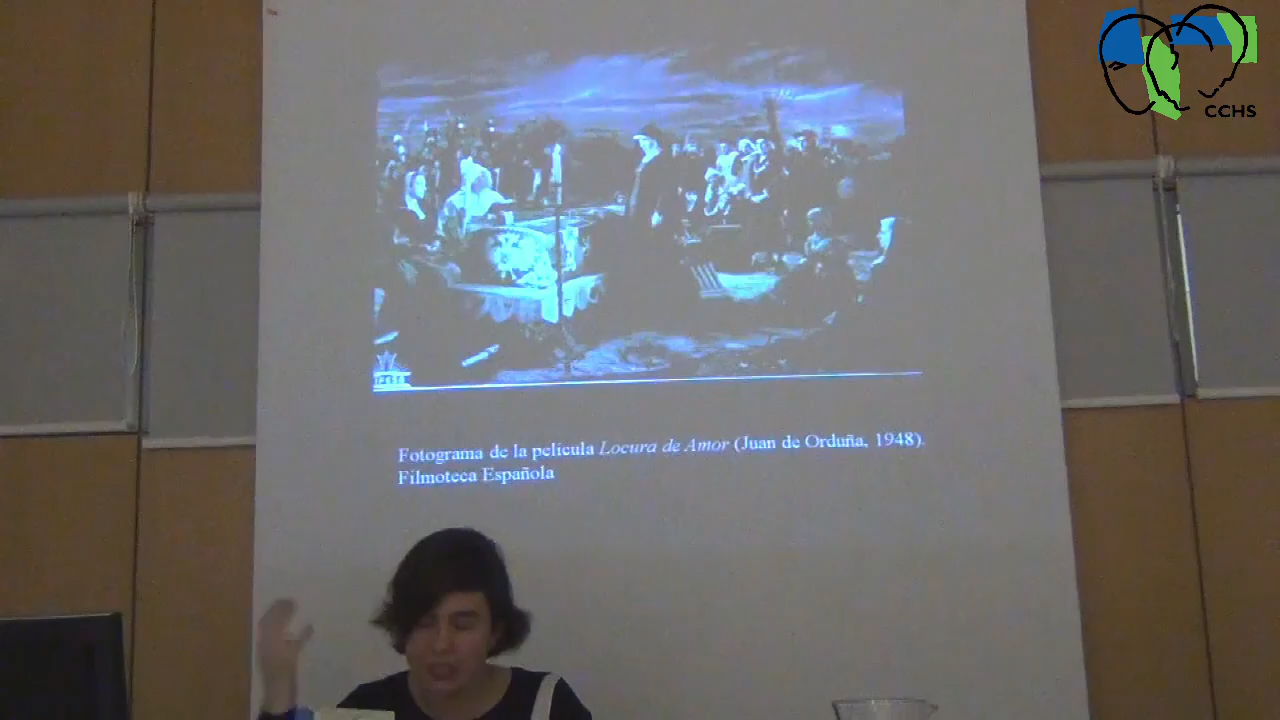 CCHS
Fotograma de la película Locura de Amor (Juan de Orduña, 1948).
Filmoteca Española